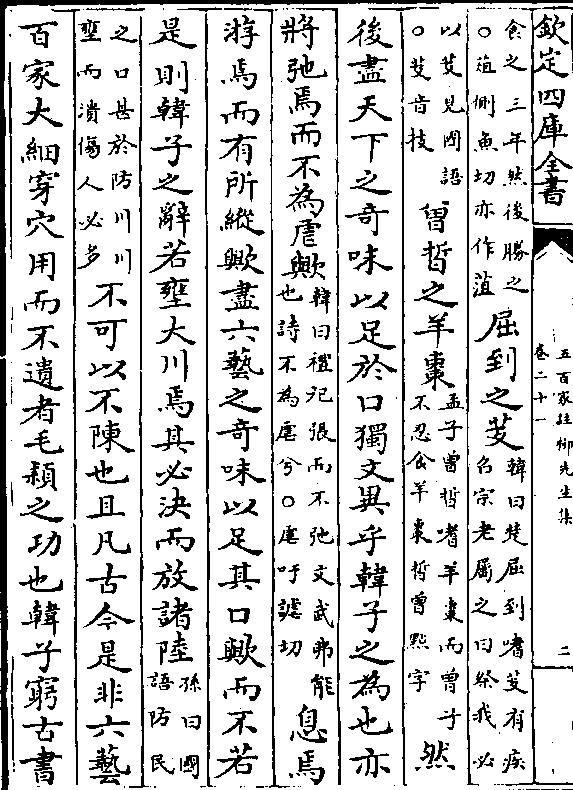 欽定四庫全書
五百家註柳先生集
卷二十一
二
食之三年然後勝之
○葅側魚切亦作菹
屈到之芰
韓曰楚屈到嗜芰有疾
名宗老屬之曰祭我必
以芰見國語
○芰音技
曾晳之羊棗
孟子曾晳嗜羊棗而曾子
不忍食羊棗晳曾㸃字
然
後盡天下之奇味以足於口獨文異乎韓子之為也亦
將弛焉而不為虐歟
韓曰禮記張而不弛文武弗能
也詩不為虐兮○虐吁謔切
息焉
游焉而有所縱歟盡六藝之奇味以足其口歟而不若
是則韓子之辭若壅大川焉其必決而放諸陸
孫曰國
語防民
之口甚於防川川
壅而潰傷人必多
不可以不陳也且凡古今是非六藝
百家大細穿穴用而不遺者毛穎之功也韓子窮古書